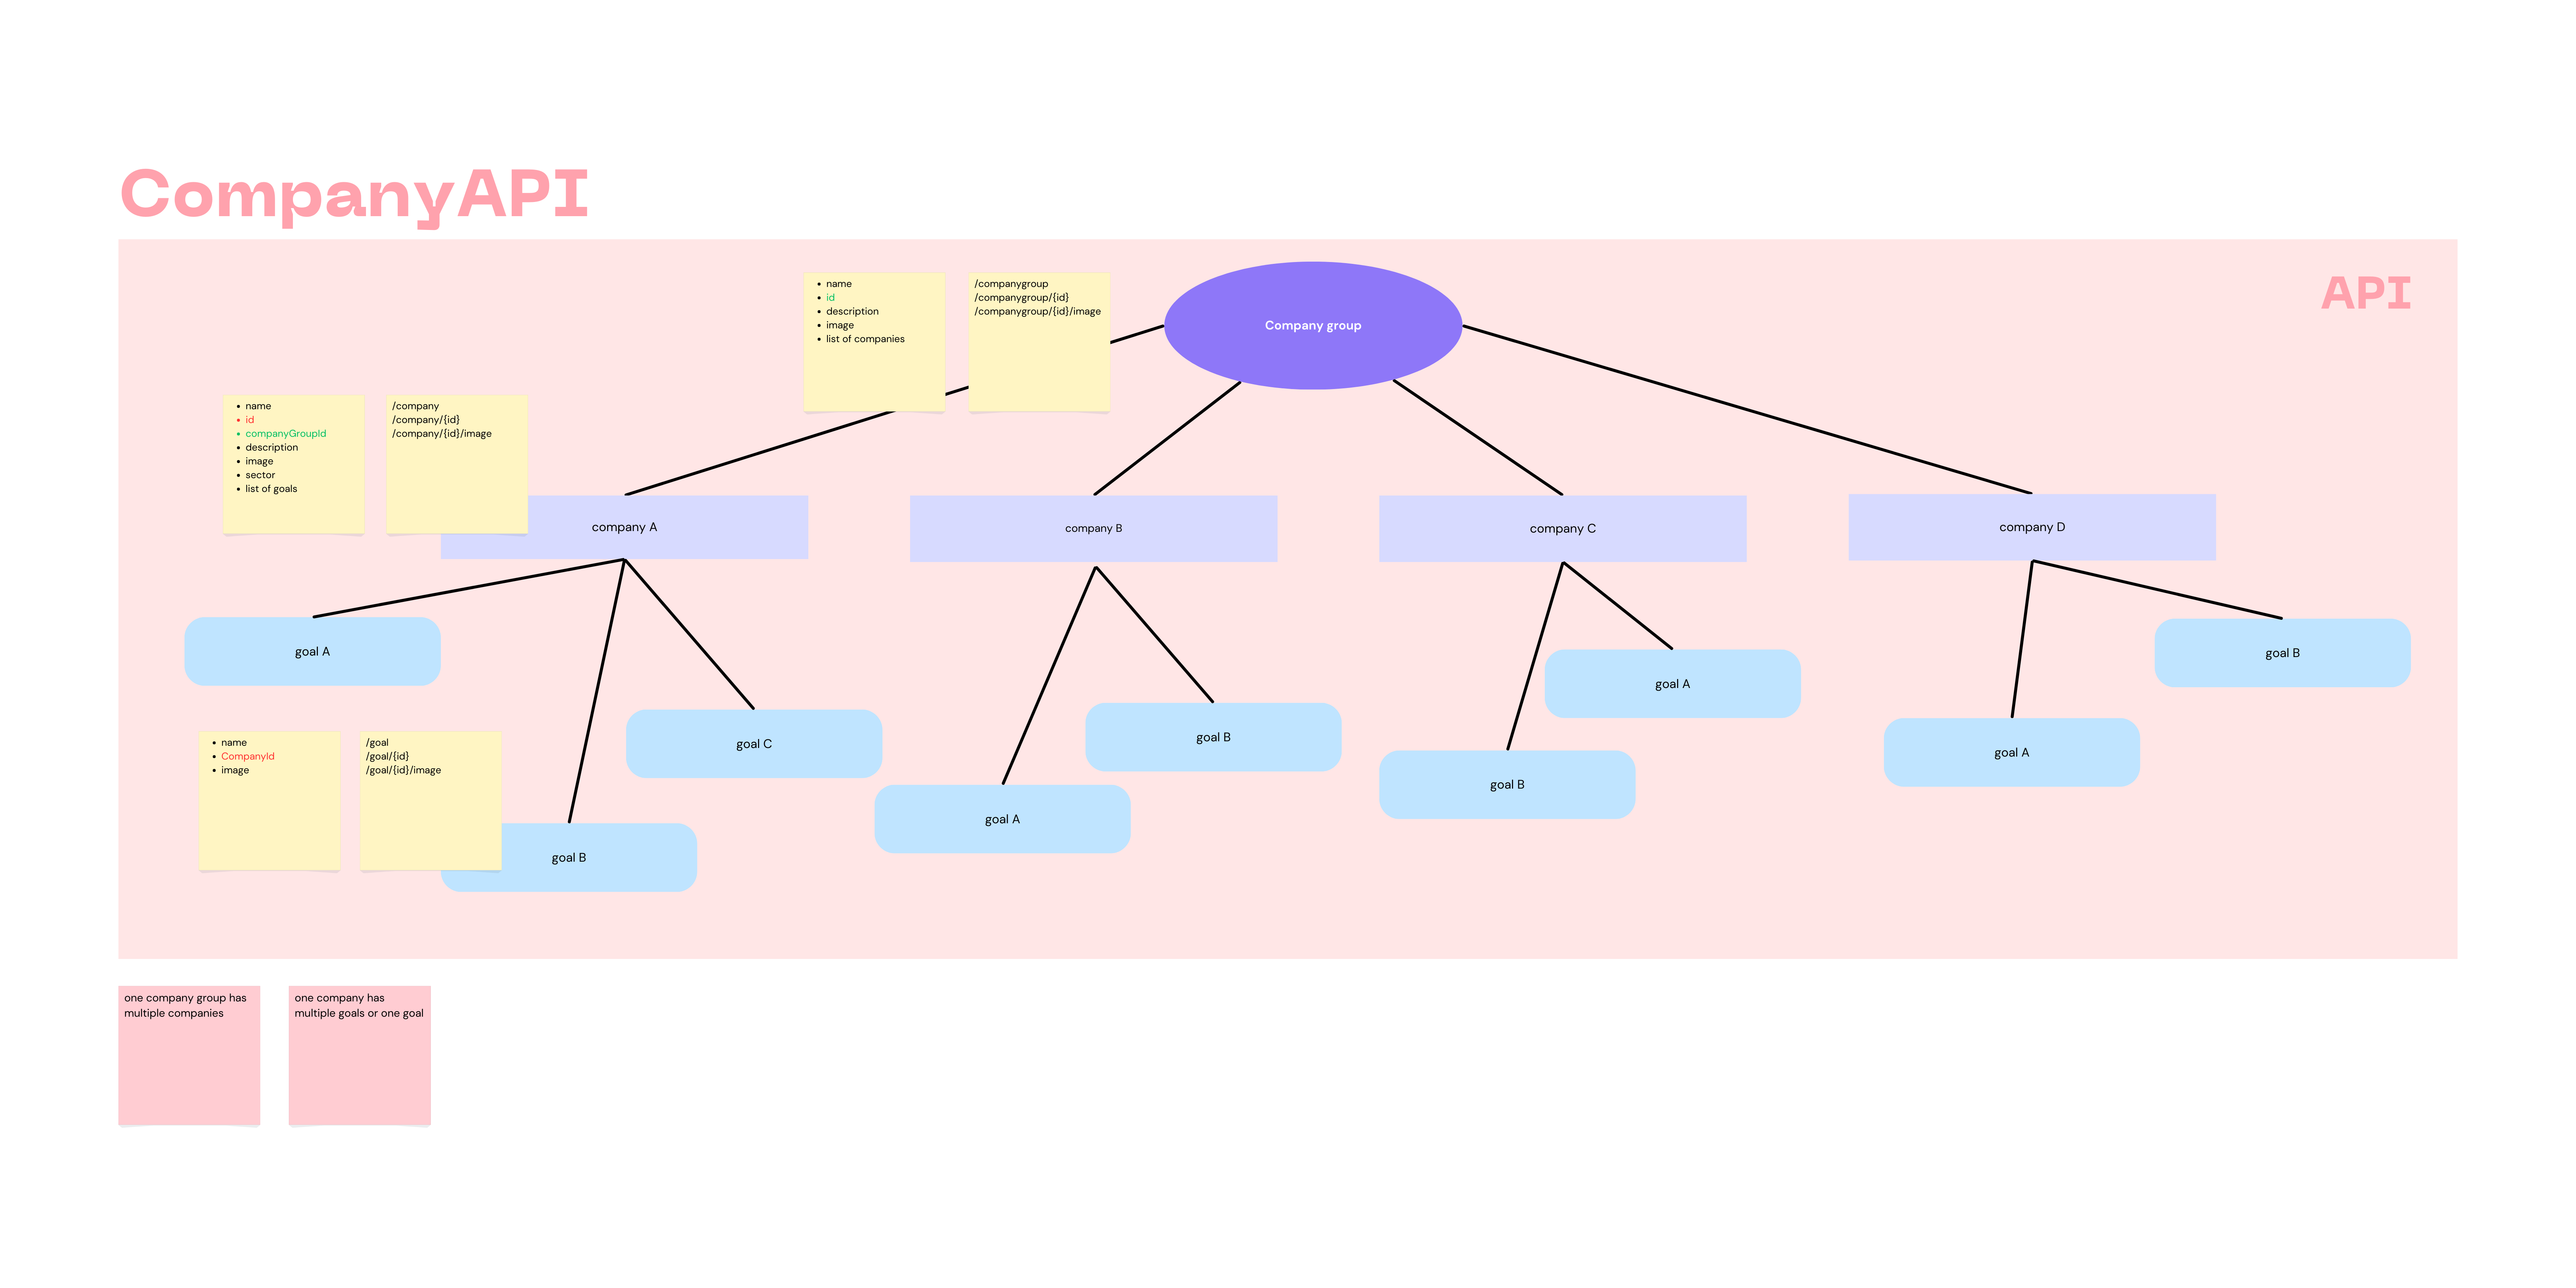 CompanyAPI
API
• name
• id
• description
• image
• list of companies
/companygroup
/companygroup/{id}
/companygroup/{id}/image
Company group
• name
• id
• companyGroupId
• description
• image
• sector
• list of goals
/company
/company/{id}
/company/{id}/image
company A
company B
company C
company D
goal A
goal C
goal B
goal B
goal A
goal A
goal B
goal B
goal A
• name
• CompanyId
• image
/goal
/goal/{id}
/goal/{id}/image
one company group has
multiple companies
one company has
multiple goals or one goal